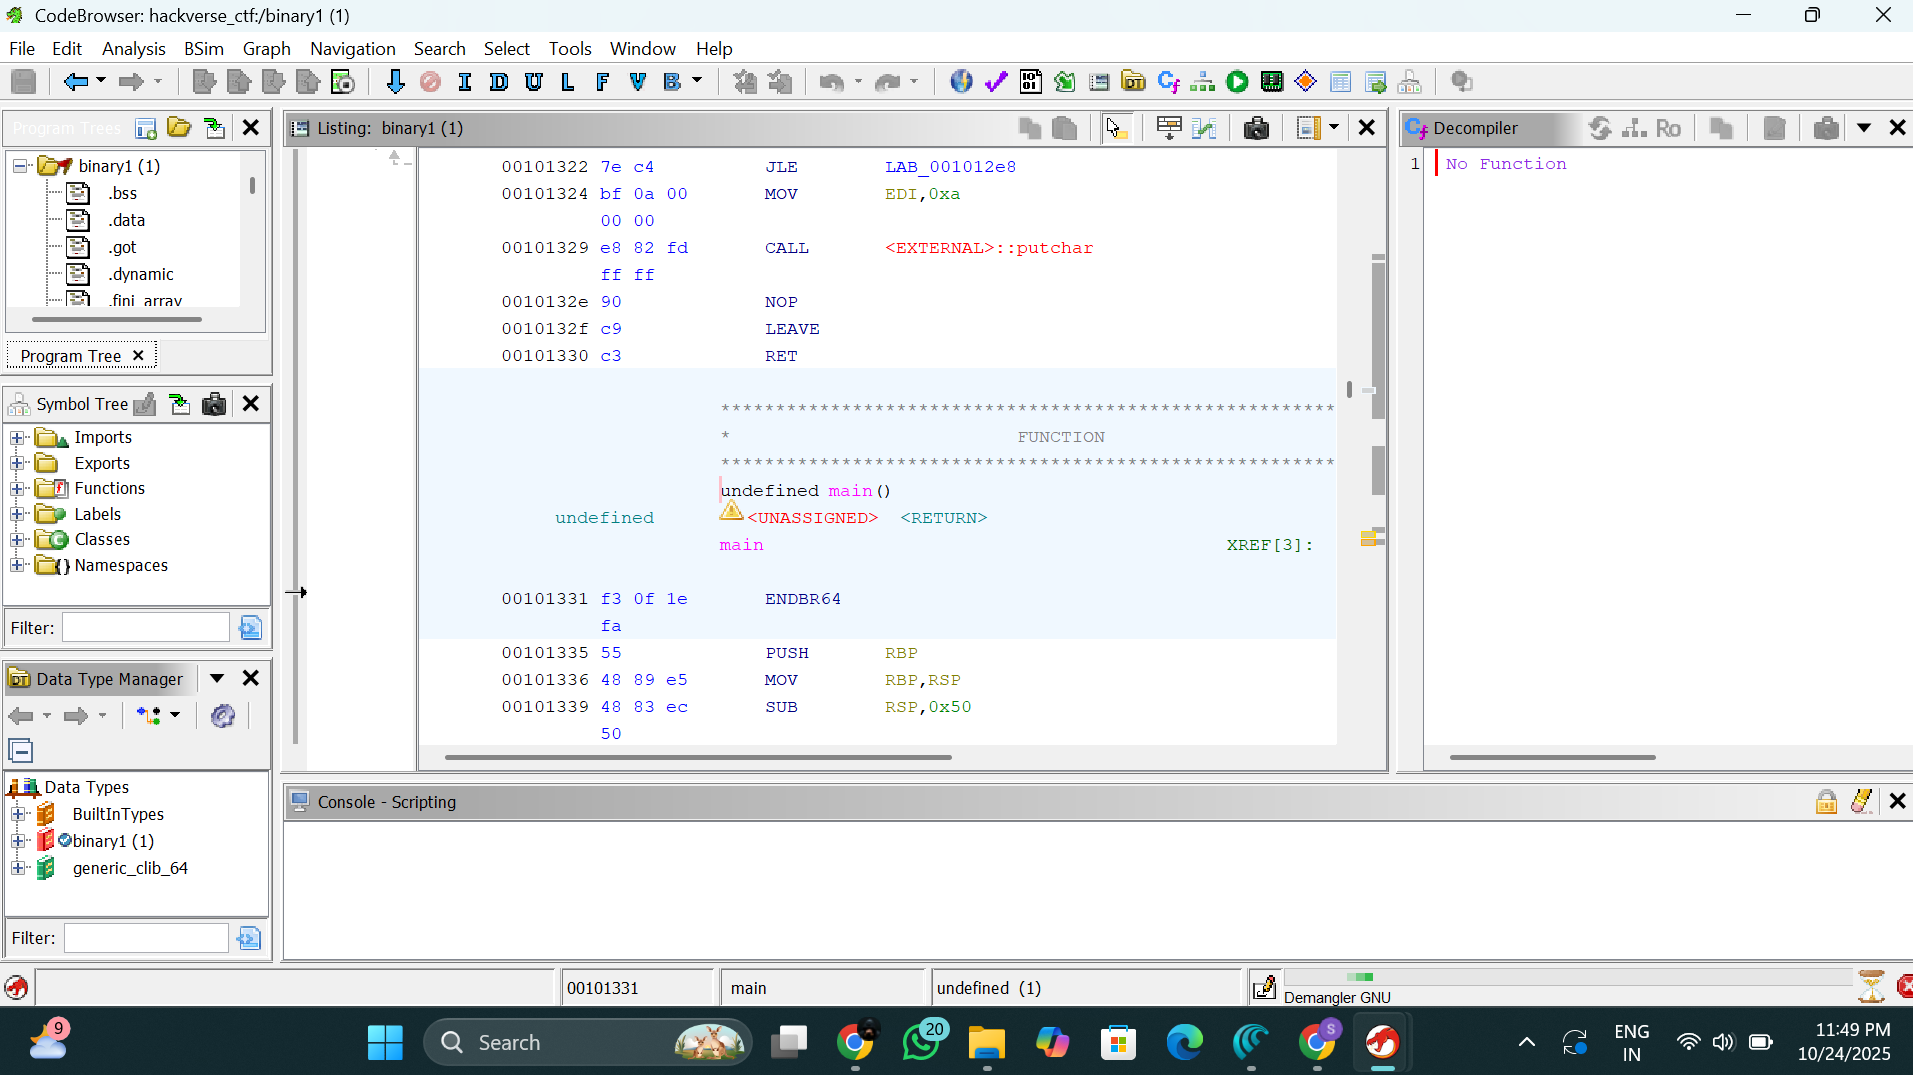 CodeBrowser: hackverse_ctf:/binary1 (1)
File Edit Analysis BSim Graph Navigation Search Select Tools Window Help
I D U L F V B
Program Trees
binary1 (1)
.bss
.data
.got
.dynamic
.fini_array
Program Tree
Symbol Tree
Imports
Exports
Functions
Labels
Classes
Namespaces
Filter:
Data Type Manager
Data Types
BuiltInTypes
binary1 (1)
generic_clib_64
Filter:
Listing: binary1 (1)
00101322 7e c4 JLE LAB_001012e8
00101324 bf 0a 00 MOV EDI,0xa
00 00
00101329 e8 82 fd CALL <EXTERNAL>::putchar
ff ff
0010132e 90 NOP
0010132f c9 LEAVE
00101330 c3 RET
********************************************************
* FUNCTION
********************************************************
undefined main()
undefined <UNASSIGNED> <RETURN>
main XREF[3]:
00101331 f3 0f 1e ENDBR64
fa
00101335 55 PUSH RBP
00101336 48 89 e5 MOV RBP,RSP
00101339 48 83 ec SUB RSP,0x50
50
Decompiler
Ro
1 No Function
Console - Scripting
00101331 main undefined (1) Demangler GNU
9
Search
20
S
ENG
IN
11:49 PM
10/24/2025